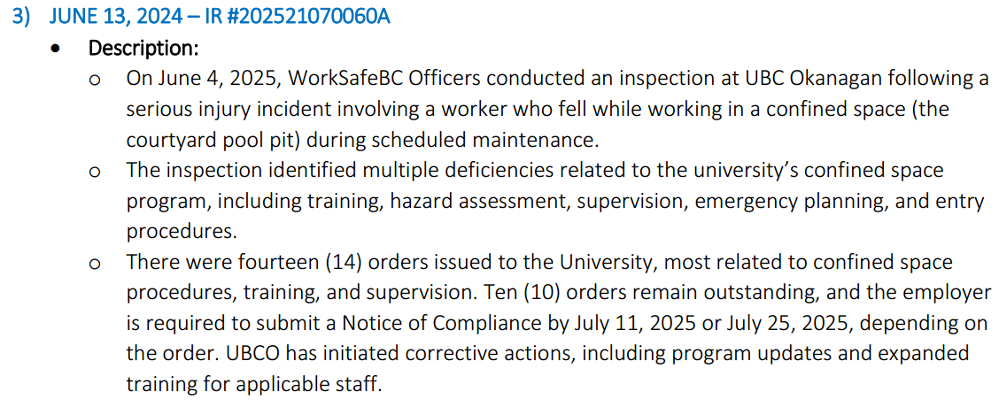 3) JUNE 13, 2024 – IR #202521070060A
• Description:
o On June 4, 2025, WorkSafeBC Officers conducted an inspection at UBC Okanagan following a
serious injury incident involving a worker who fell while working in a confined space (the
courtyard pool pit) during scheduled maintenance.
o The inspection identified multiple deficiencies related to the university’s confined space
program, including training, hazard assessment, supervision, emergency planning, and entry
procedures.
o There were fourteen (14) orders issued to the University, most related to confined space
procedures, training, and supervision. Ten (10) orders remain outstanding, and the employer
is required to submit a Notice of Compliance by July 11, 2025 or July 25, 2025, depending on
the order. UBCO has initiated corrective actions, including program updates and expanded
training for applicable staff.